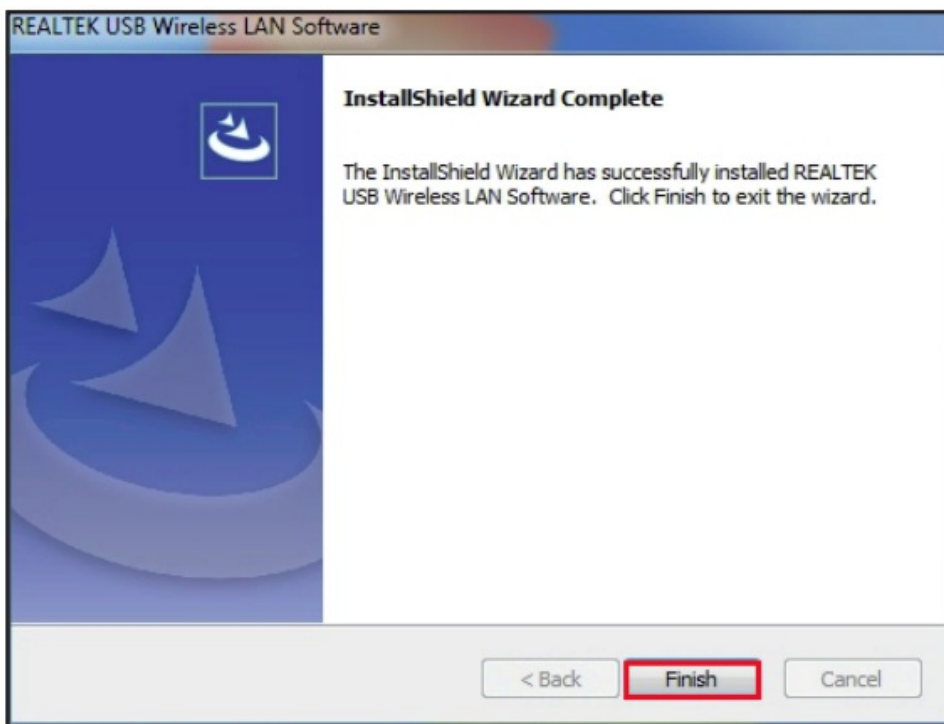 REALTEK USB Wireless LAN Software
InstallShield Wizard Complete
The InstallShield Wizard has successfully installed REALTEK
USB Wireless LAN Software. Click Finish to exit the wizard.
< Back Finish Cancel